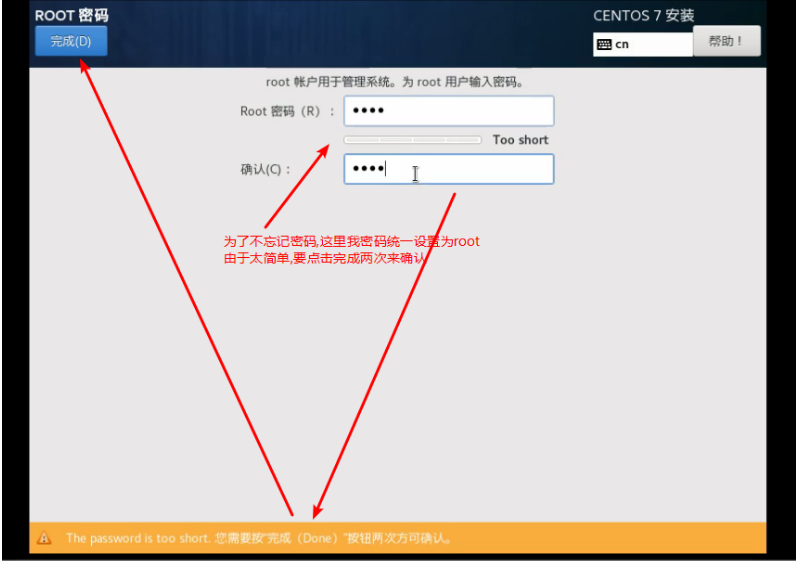 ROOT 密码
CENTOS 7 安装
完成(D)
cn
帮助！
root 帐户用于管理系统。为 root 用户输入密码。
Root 密码（R）：
••••
Too short
确认(C)：
••••
为了不忘记密码,这里我密码统一设置为root
由于太简单,要点击完成两次来确认
The password is too short. 您需要按“完成（Done）”按钮两次方可确认。